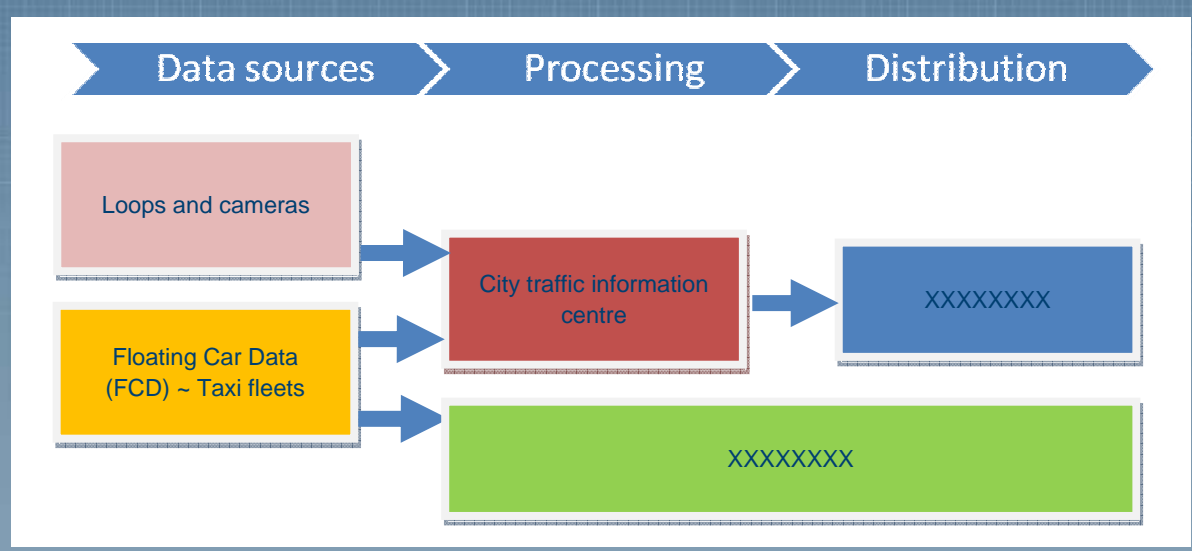 Data sources
Processing
Distribution
Loops and cameras
City traffic information
centre
XXXXXXXX
Floating Car Data
(FCD) ~ Taxi fleets
XXXXXXXX